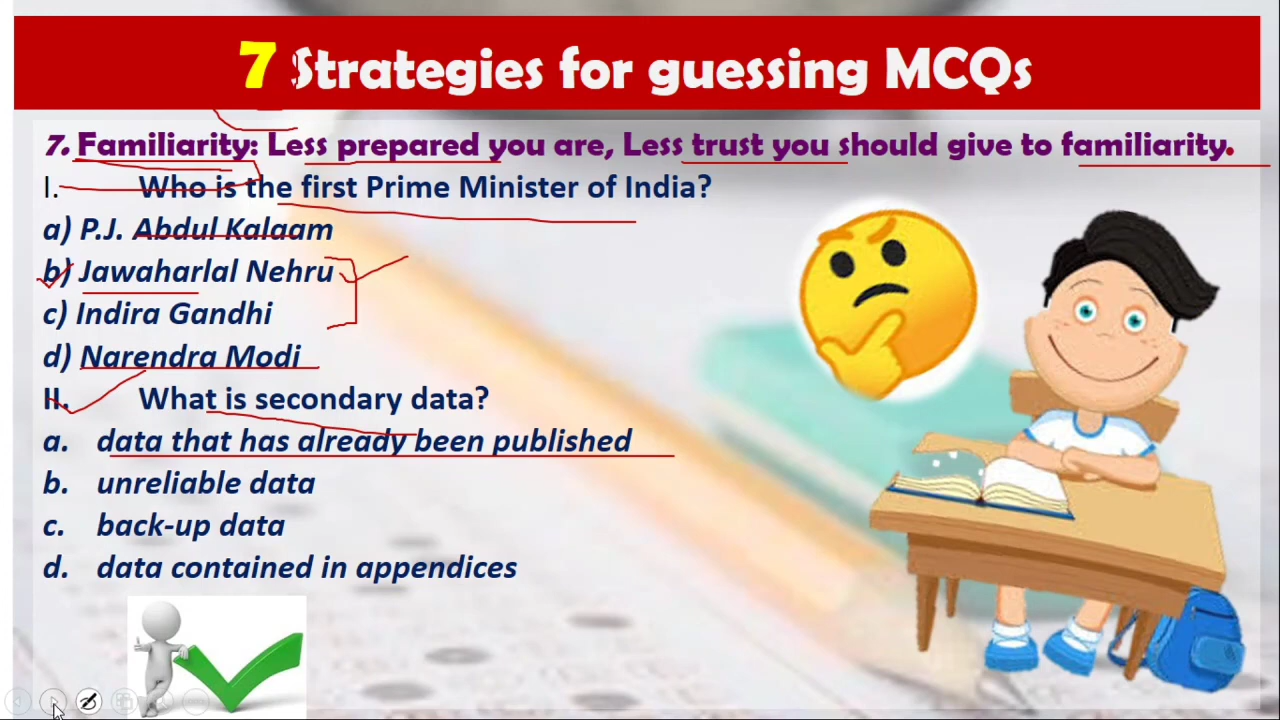 7 Strategies for guessing MCQs
7. Familiarity: Less prepared you are, Less trust you should give to familiarity.
I. Who is the first Prime Minister of India?
a) P.J. Abdul Kalaam
b) Jawaharlal Nehru
c) Indira Gandhi
d) Narendra Modi
II. What is secondary data?
a. data that has already been published
b. unreliable data
c. back-up data
d. data contained in appendices